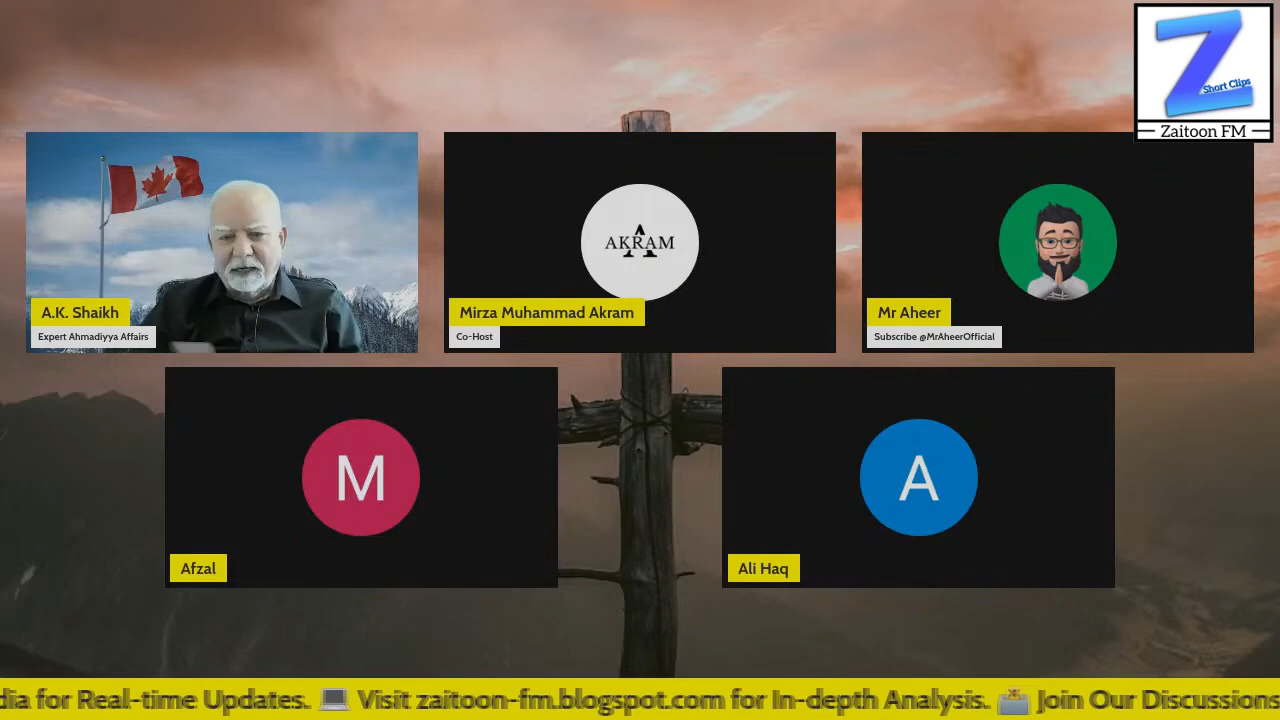 Z
Short Clips
Zaitoon FM
A.K. Shaikh
Expert Ahmadiyya Affairs
A
AKRAM
Mirza Muhammad Akram
Co-Host
Mr Aheer
Subscribe @MrAheerOfficial
M
Afzal
A
Ali Haq
dia for Real-time Updates. 💻 Visit zaitoon-fm.blogspot.com for In-depth Analysis. 🗳️ Join Our Discussions